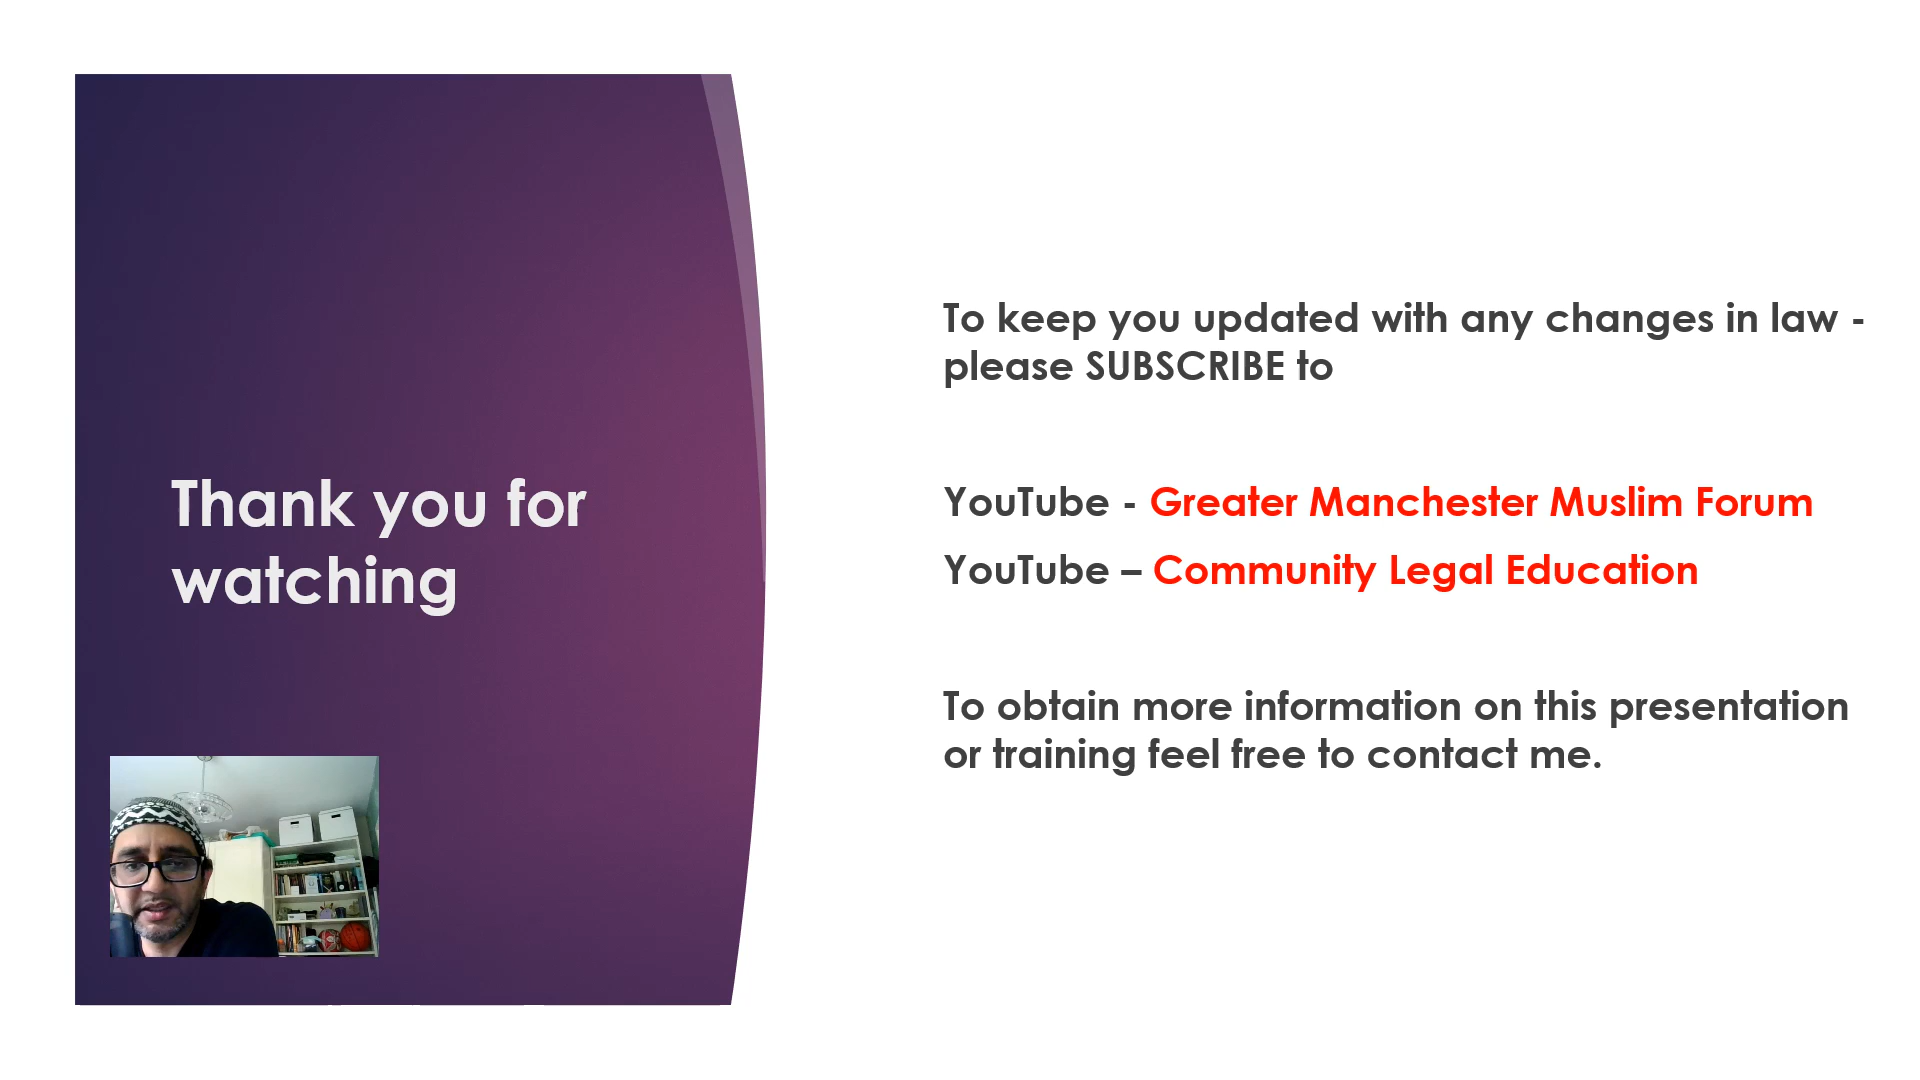 Thank you for
watching
To keep you updated with any changes in law -
please SUBSCRIBE to
YouTube - Greater Manchester Muslim Forum
YouTube – Community Legal Education
To obtain more information on this presentation
or training feel free to contact me.